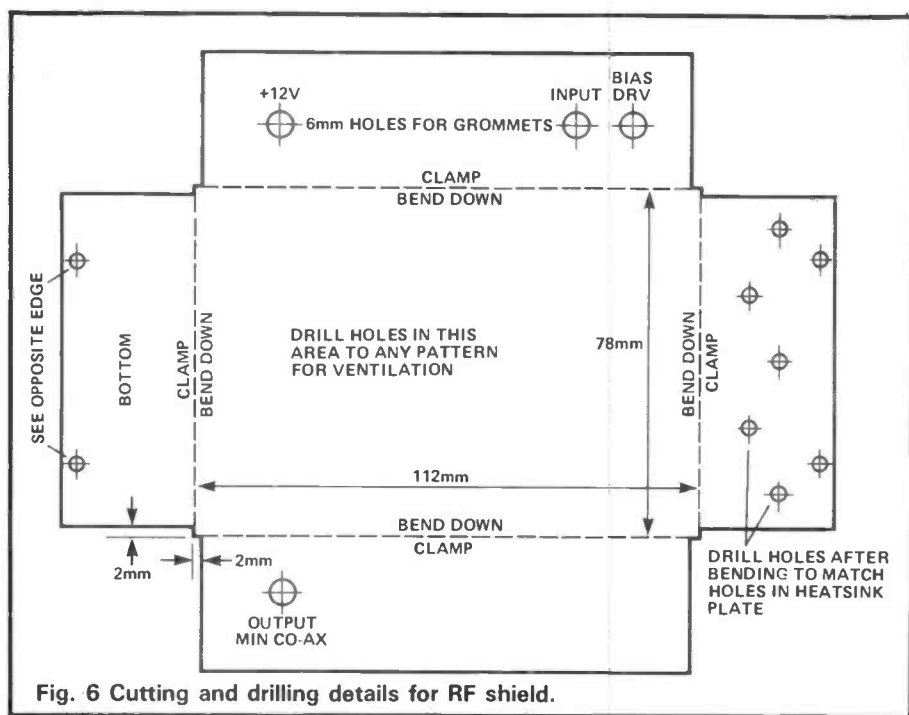 BIAS
DRV
+12V
INPUT
6mm HOLES FOR GROMMETS
CLAMP
BEND DOWN
SEE OPPOSITE EDGE
BOTTOM
CLAMP
BEND DOWN
DRILL HOLES IN THIS
AREA TO ANY PATTERN
FOR VENTILATION
78mm
BEND DOWN
CLAMP
112mm
BEND DOWN
CLAMP
2mm
2mm
OUTPUT
MIN CO-AX
DRILL HOLES AFTER
BENDING TO MATCH
HOLES IN HEATSINK
PLATE
Fig. 6 Cutting and drilling details for RF shield.